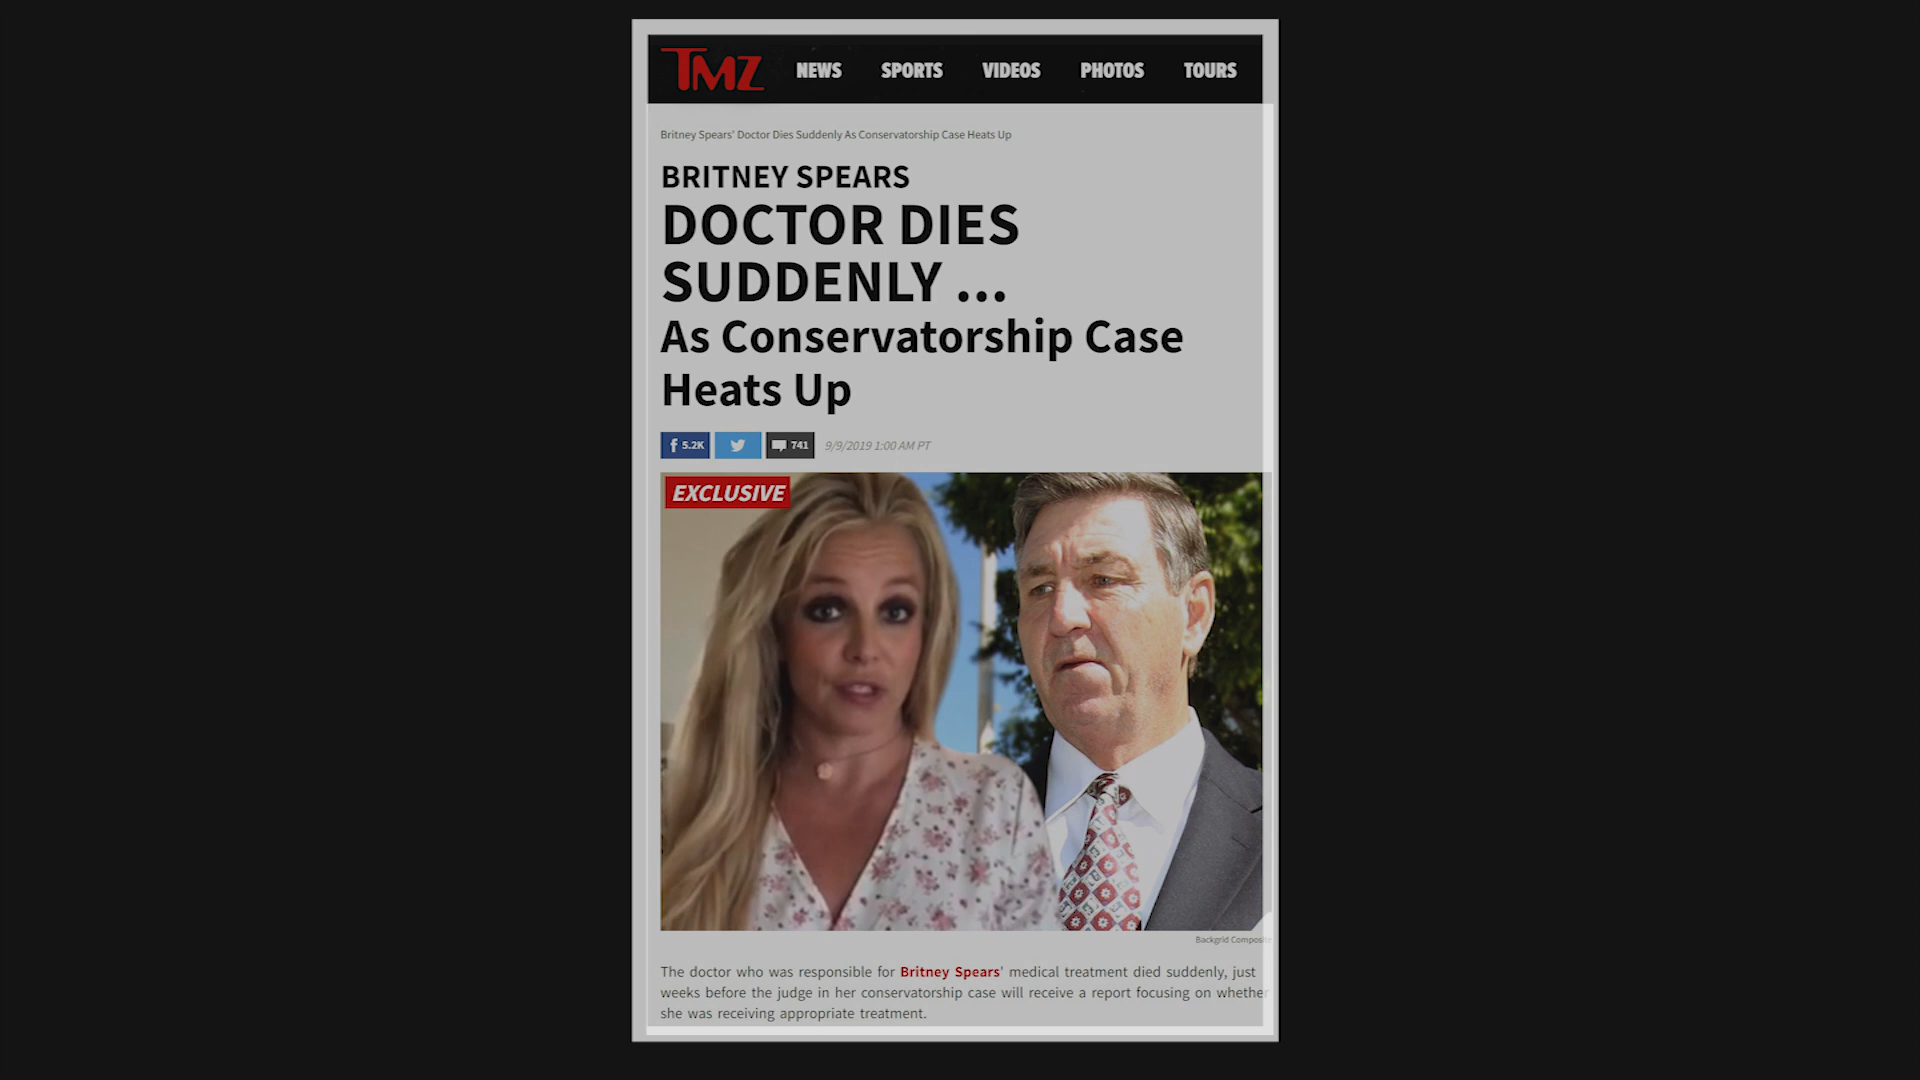 TMZ NEWS SPORTS VIDEOS PHOTOS TOURS
Britney Spears' Doctor Dies Suddenly As Conservatorship Case Heats Up
BRITNEY SPEARS
DOCTOR DIES
SUDDENLY ...
As Conservatorship Case
Heats Up
5.2K 741 9/9/2019 1:00 AM PT
EXCLUSIVE
Backgrid Composite
The doctor who was responsible for Britney Spears' medical treatment died suddenly, just
weeks before the judge in her conservatorship case will receive a report focusing on whether
she was receiving appropriate treatment.